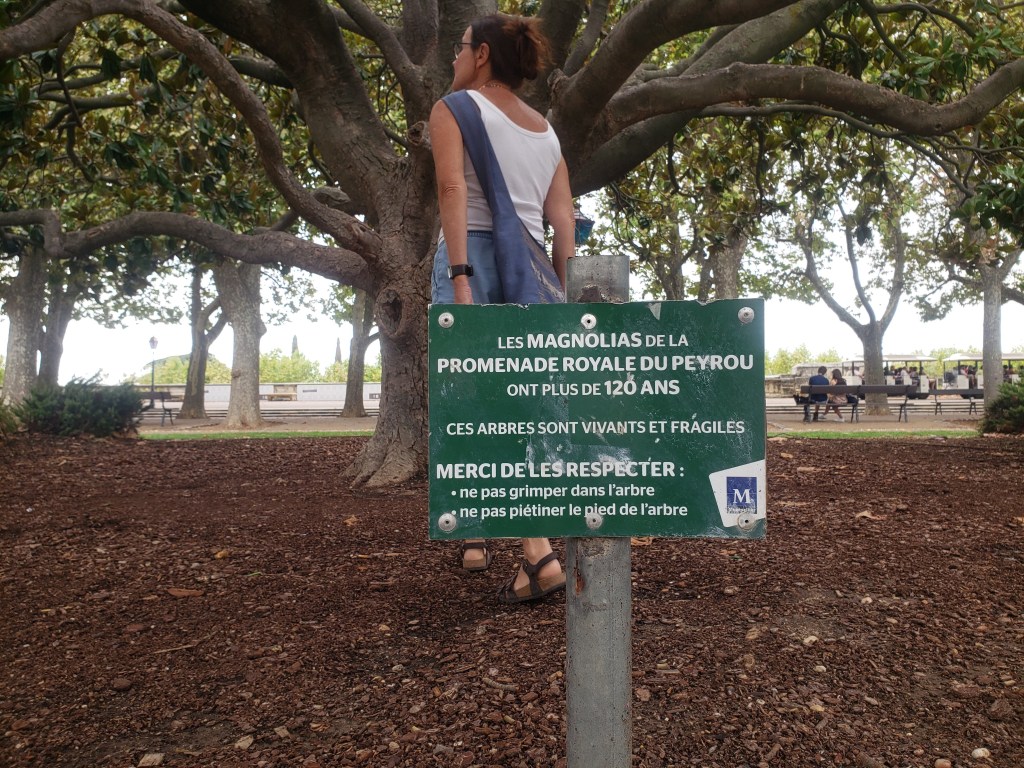 LES MAGNOLIAS DE LA
PROMENADE ROYALE DU PEYROU
ONT PLUS DE 120 ANS
CES ARBRES SONT VIVANTS ET FRAGILES
MERCI DE LES RESPECTER :
• ne pas grimper dans l'arbre
• ne pas piétiner le pied de l'arbre
M